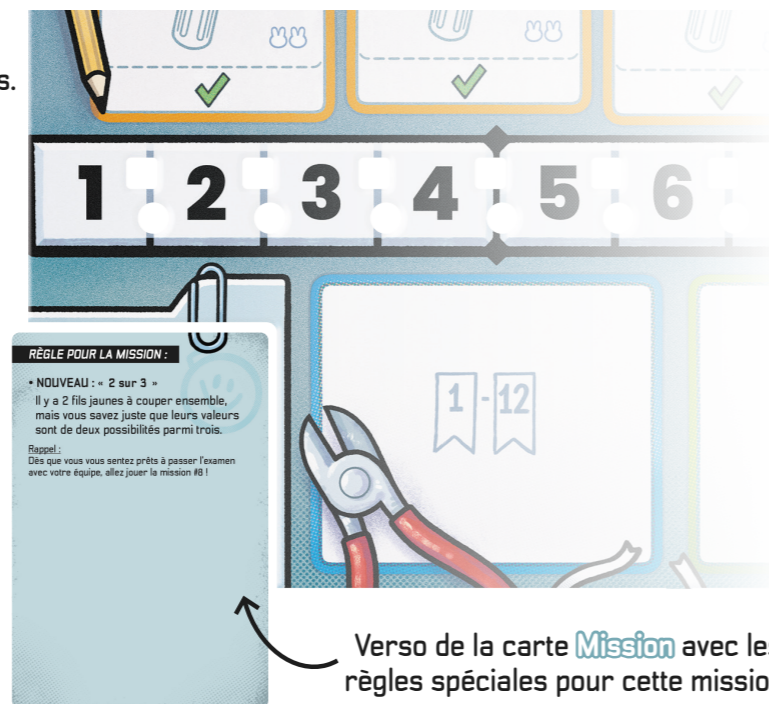 s.
1 2 3 4 5 6
RÈGLE POUR LA MISSION :
• NOUVEAU : « 2 sur 3 »
Il y a 2 fils jaunes à couper ensemble,
mais vous savez juste que leurs valeurs
sont de deux possibilités parmi trois.
Rappel :
Dès que vous vous sentez prêts à passer l'examen
avec votre équipe, allez jouer la mission #8 !
1 - 12
Verso de la carte Mission avec les
règles spéciales pour cette missio